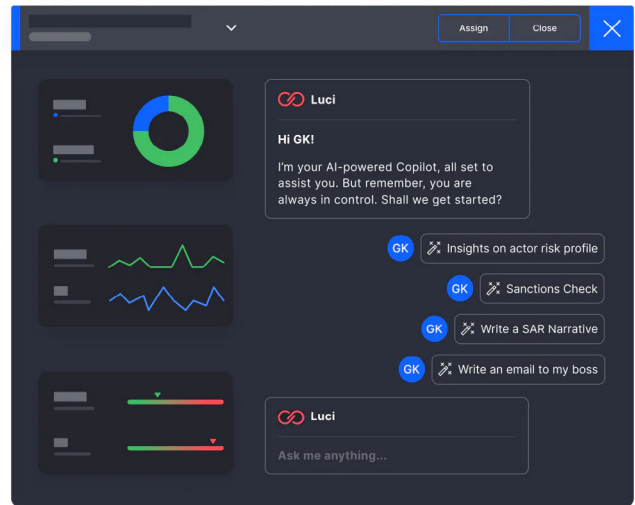 Assign
Close
Luci
Hi GK!
I'm your AI-powered Copilot, all set to
assist you. But remember, you are
always in control. Shall we get started?
GK
Insights on actor risk profile
GK
Sanctions Check
GK
Write a SAR Narrative
GK
Write an email to my boss
Luci
Ask me anything...